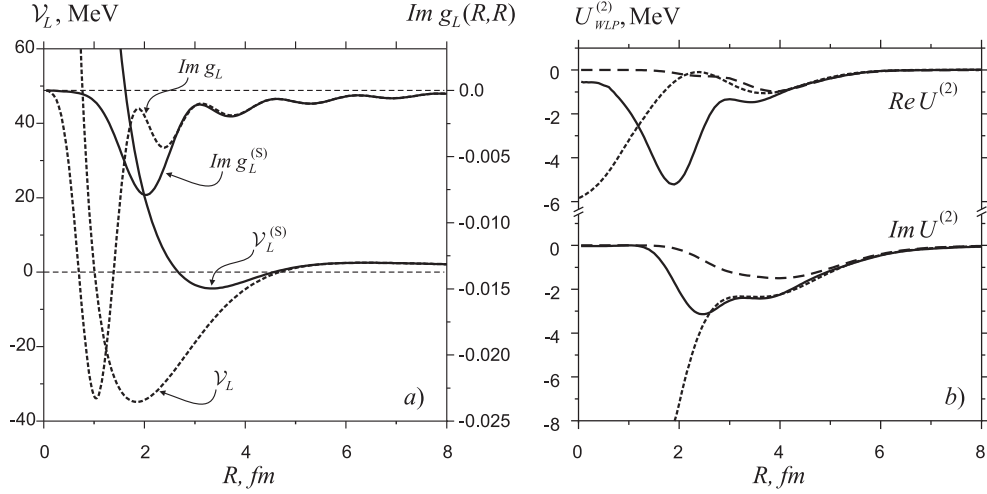 𝒱_L, MeV
Im g_L(R,R)
60
40
20
0
-20
-40
0
2
4
6
8
R, fm
0.0
-0.005
-0.010
-0.015
-0.020
-0.025
Im g_L
Im g_L^(S)
𝒱_L^(S)
𝒱_L
a)
U_WLP^(2), MeV
0
-2
-4
-6
0
-2
-4
-6
-8
0
2
4
6
8
R, fm
Re U^(2)
Im U^(2)
b)